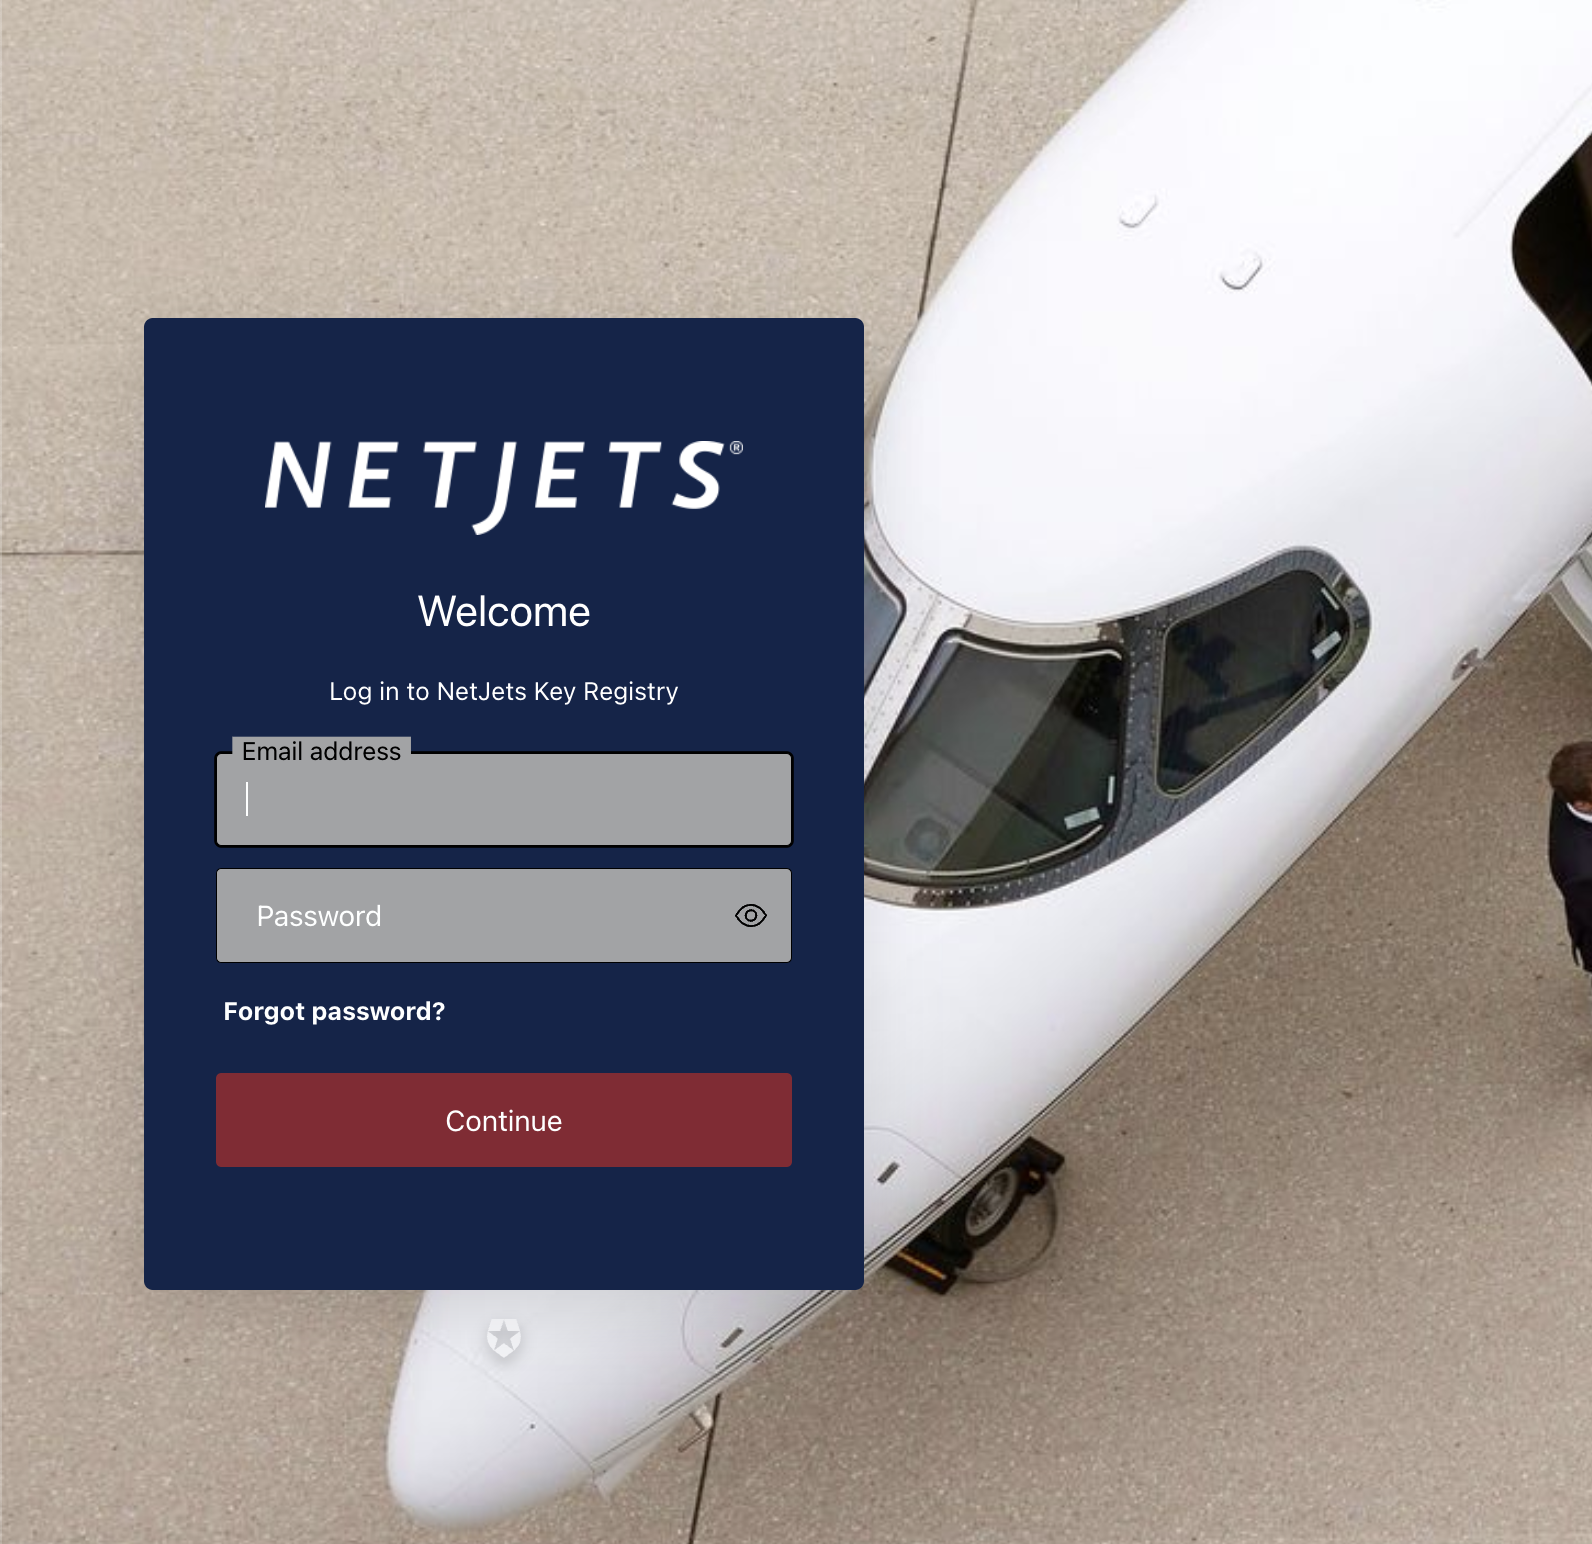 NETJETS®
Welcome
Log in to NetJets Key Registry
Email address
Password
Forgot password?
Continue